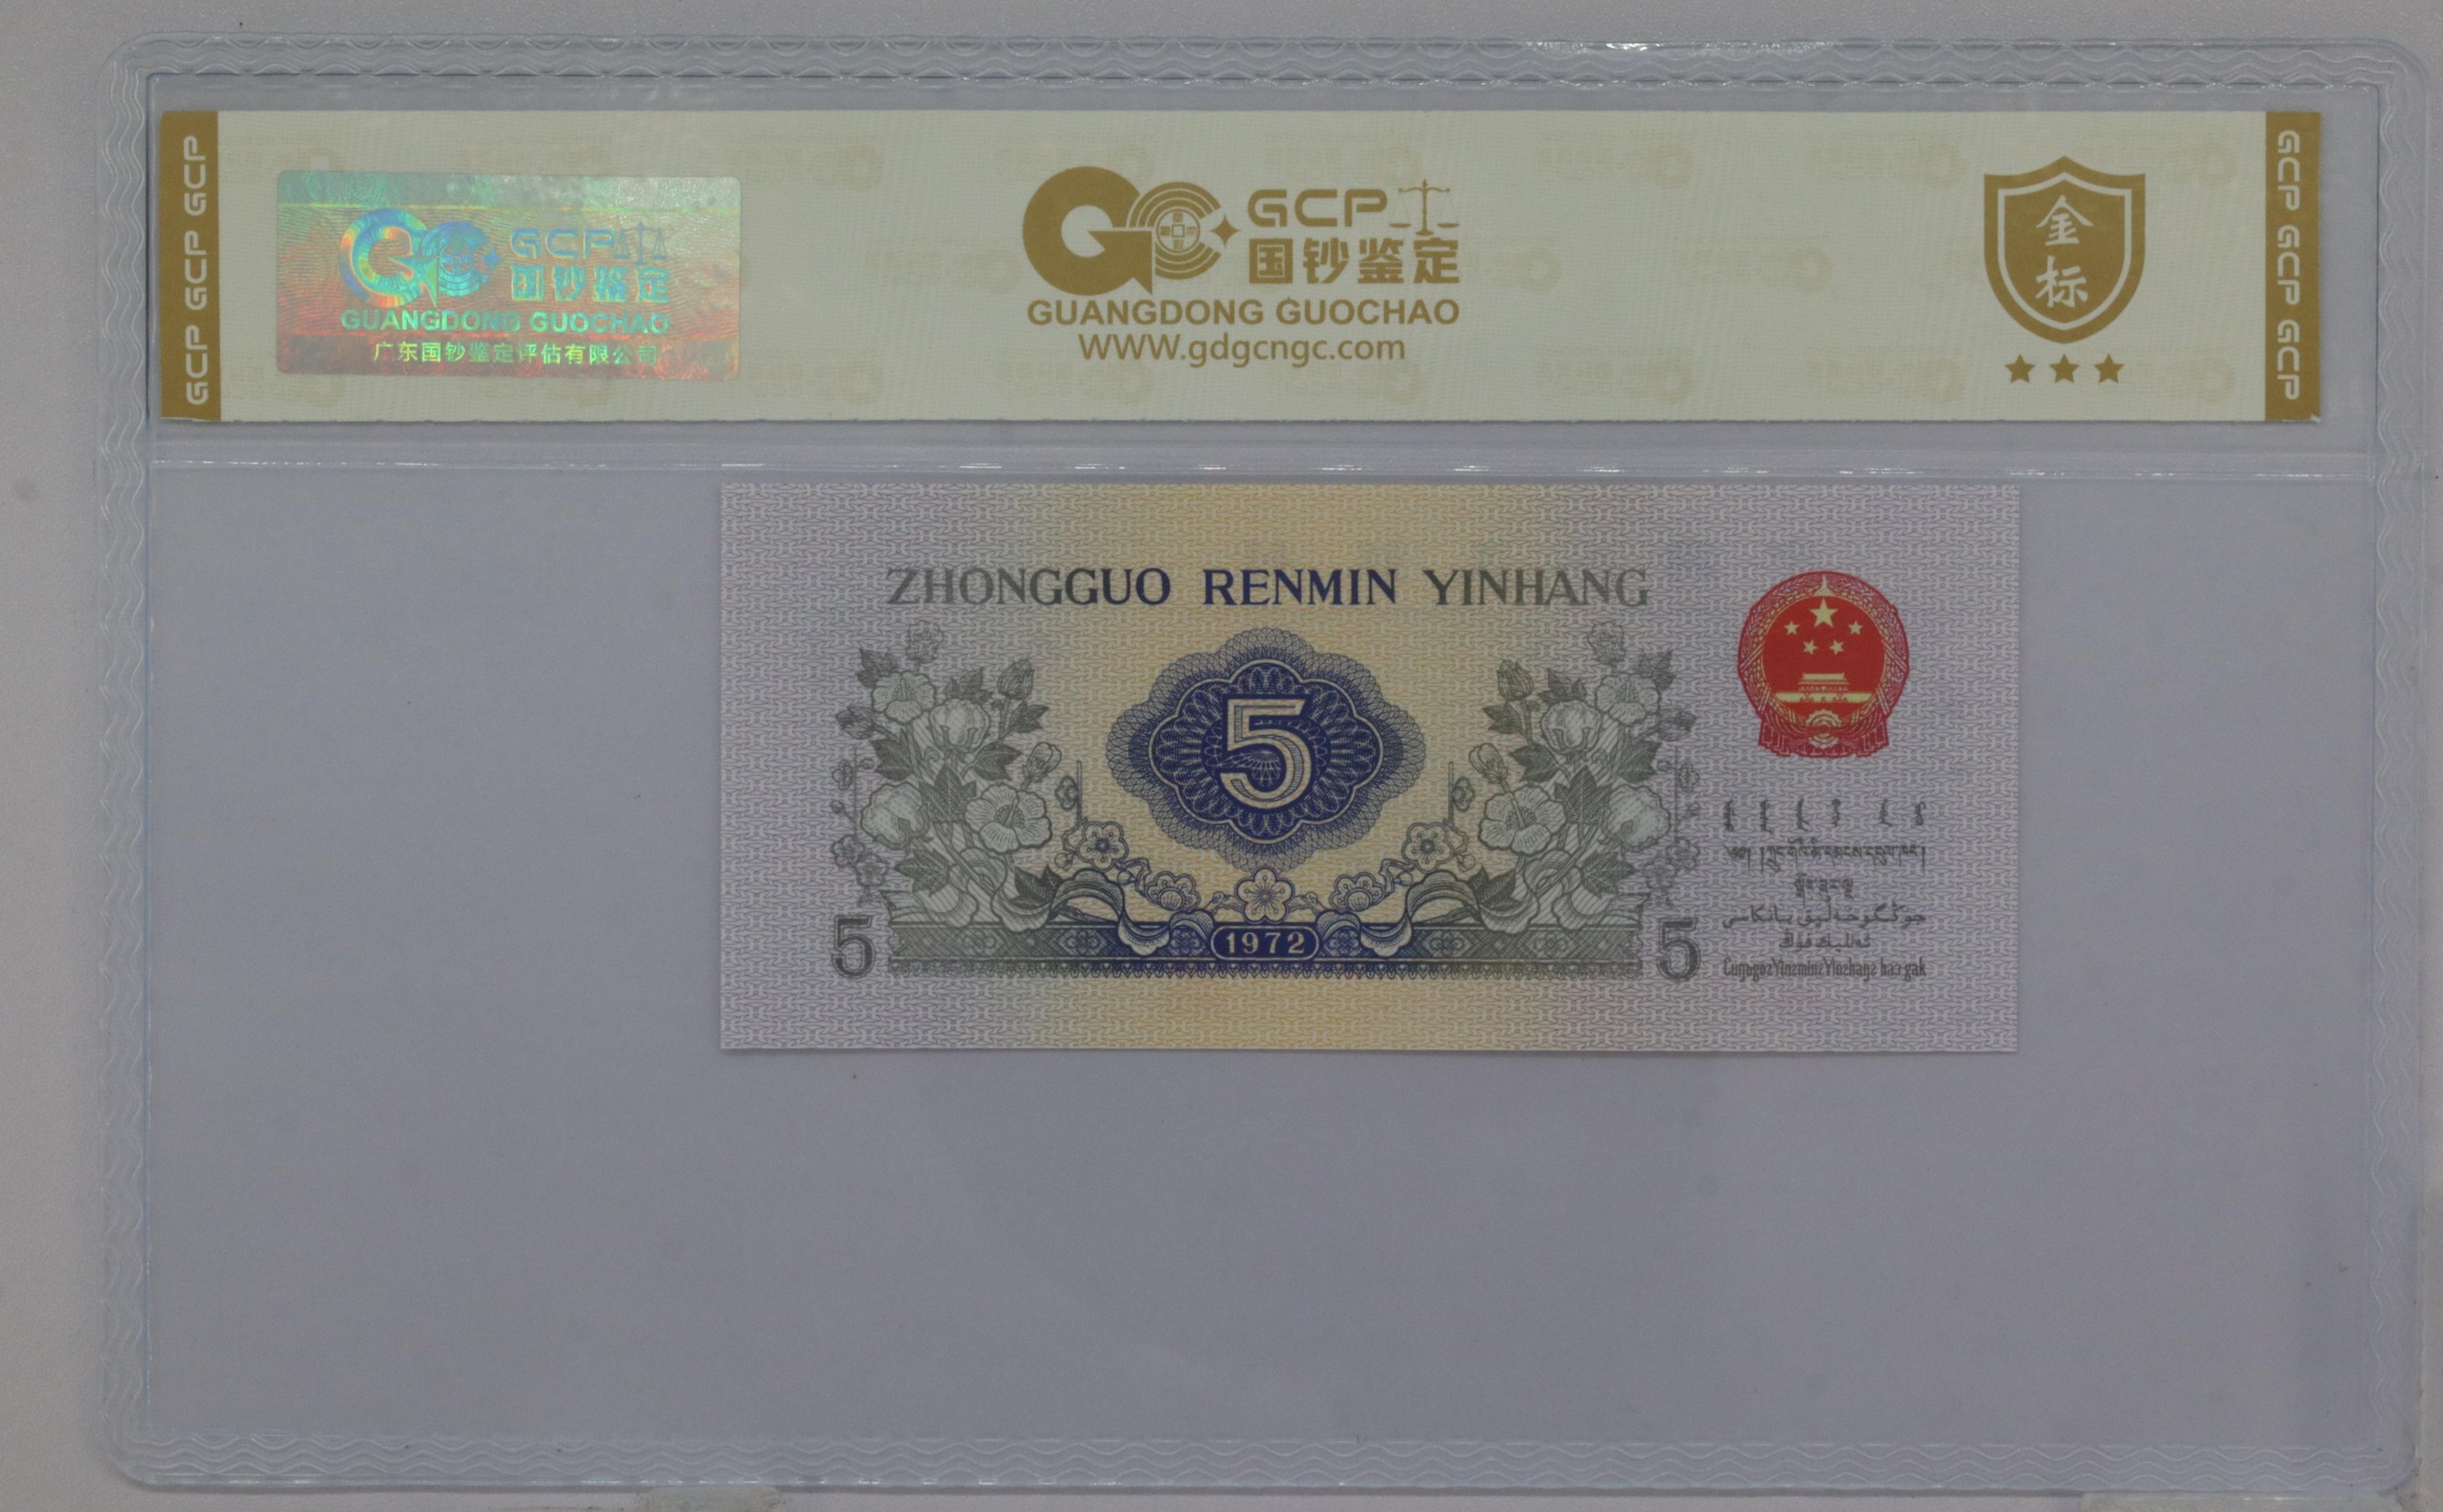 GCP GCP GCP
GCP
国钞鉴定
GUANGDONG GUOCHAO
广东国钞鉴定评估有限公司
GCP
国钞鉴定
GUANGDONG GUOCHAO
WWW.gdgcngc.com
金标
GCP GCP GCP
ZHONGGUO RENMIN YINHANG
5
1972
5
5